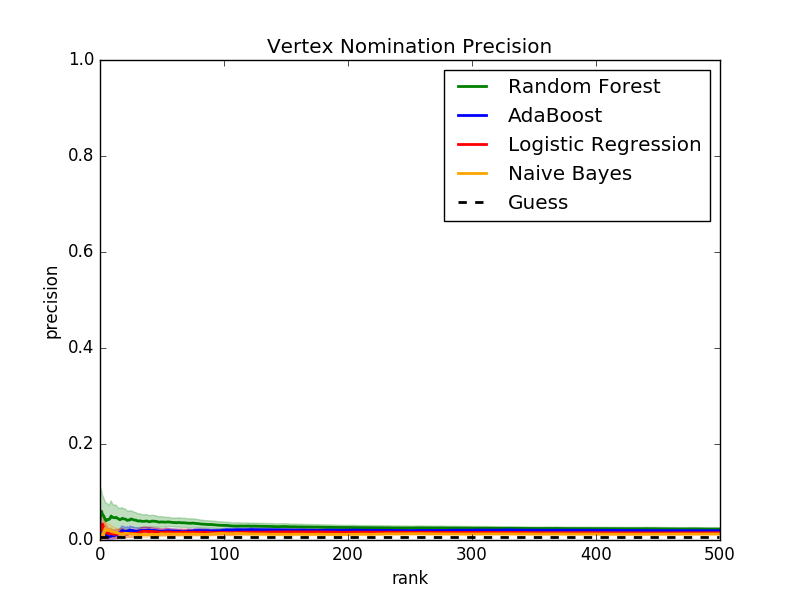 Vertex Nomination Precision
1.0
0.8
0.6
0.4
0.2
0.0
precision
Random Forest
AdaBoost
Logistic Regression
Naive Bayes
Guess
0 100 200 300 400 500
rank